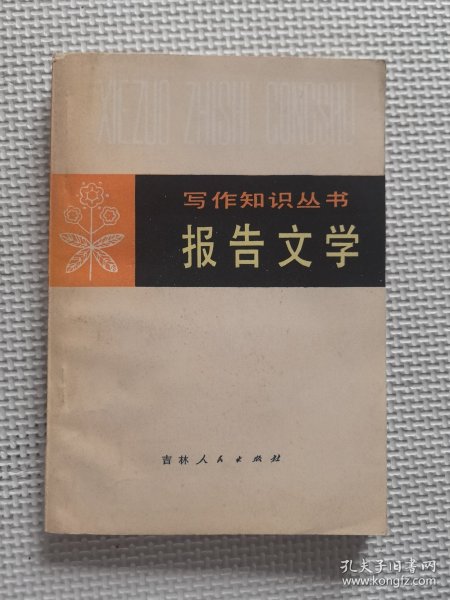 XIEZUO ZHISHI CONGSHU
写作知识丛书
报告文学
吉林人民出版社
孔夫子旧书网
www.kongfz.com